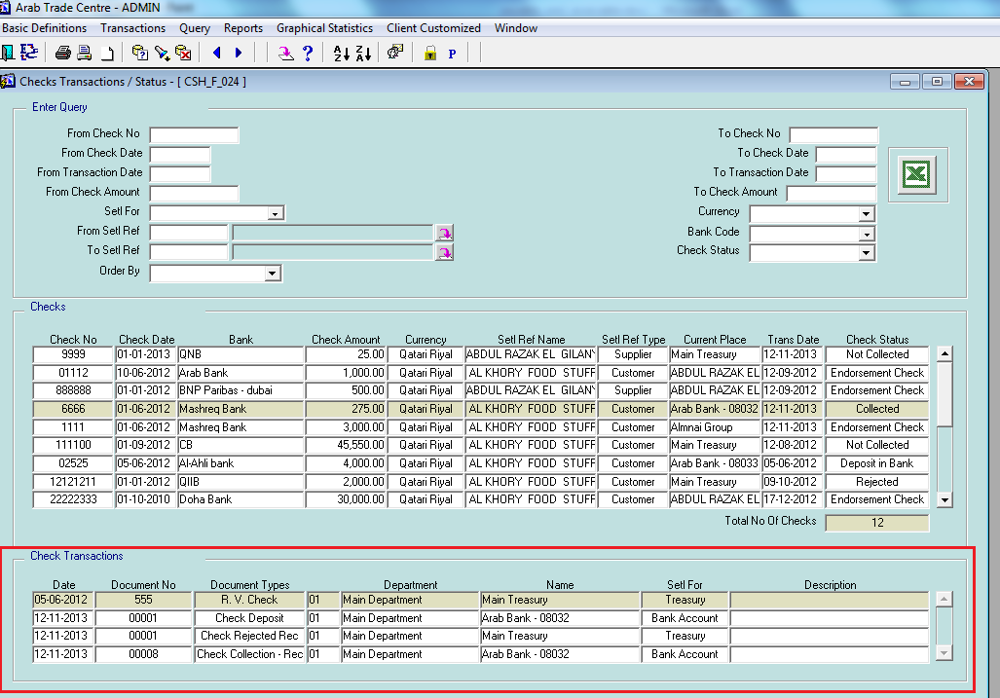 Arab Trade Centre - ADMIN
Basic Definitions Transactions Query Reports Graphical Statistics Client Customized Window
Checks Transactions / Status - [ CSH_F_024 ]
Enter Query
From Check No To Check No
From Check Date To Check Date
From Transaction Date To Transaction Date
From Check Amount To Check Amount
Setl For Currency
From Setl Ref Bank Code
To Setl Ref Check Status
Order By
Checks
Check No Check Date Bank Check Amount Currency Setl Ref Name Setl Ref Type Current Place Trans Date Check Status
9999 01-01-2013 QNB 25.00 Qatari Riyal ABDUL RAZAK EL GILAN Supplier Main Treasury 12-11-2013 Not Collected
01112 10-06-2012 Arab Bank 1,000.00 Qatari Riyal AL KHORY FOOD STUFF Customer ABDUL RAZAK EL 12-09-2012 Endorsement Check
888888 01-01-2012 BNP Paribas - dubai 500.00 Qatari Riyal ABDUL RAZAK EL GILAN Supplier ABDUL RAZAK EL 12-09-2012 Endorsement Check
6666 01-06-2012 Mashreq Bank 275.00 Qatari Riyal AL KHORY FOOD STUFF Customer Arab Bank - 08032 12-11-2013 Collected
1111 01-06-2012 Mashreq Bank 3,000.00 Qatari Riyal AL KHORY FOOD STUFF Customer Almnai Group 12-11-2013 Endorsement Check
111100 01-09-2012 CB 45,550.00 Qatari Riyal AL KHORY FOOD STUFF Customer Main Treasury 12-08-2012 Not Collected
02525 05-06-2012 Al-Ahli bank 4,000.00 Qatari Riyal AL KHORY FOOD STUFF Customer Arab Bank - 08033 05-06-2012 Deposit in Bank
12121211 01-01-2012 QIIB 2,000.00 Qatari Riyal AL KHORY FOOD STUFF Customer Main Treasury 09-10-2012 Rejected
22222333 01-10-2010 Doha Bank 30,000.00 Qatari Riyal AL KHORY FOOD STUFF Customer ABDUL RAZAK EL 17-12-2012 Endorsement Check
Total No Of Checks 12
Check Transactions
Date Document No Document Types Department Name Setl For Description
05-06-2012 555 R. V. Check 01 Main Department Main Treasury Treasury
12-11-2013 00001 Check Deposit 01 Main Department Arab Bank - 08032 Bank Account
12-11-2013 00001 Check Rejected Rec 01 Main Department Main Treasury Treasury
12-11-2013 00008 Check Collection - Rec 01 Main Department Arab Bank - 08032 Bank Account